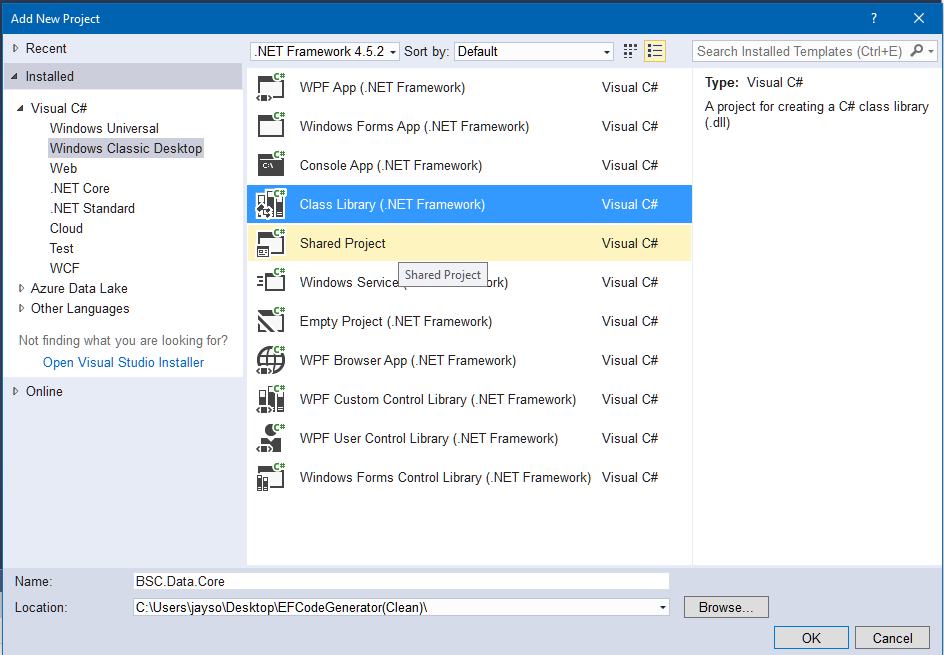 Add New Project ? ×
Recent
Installed
Visual C#
Windows Universal
Windows Classic Desktop
Web
.NET Core
.NET Standard
Cloud
Test
WCF
Azure Data Lake
Other Languages
Not finding what you are looking for?
Open Visual Studio Installer
Online
.NET Framework 4.5.2 Sort by: Default
C# WPF App (.NET Framework) Visual C#
C# Windows Forms App (.NET Framework) Visual C#
C# C:\ Console App (.NET Framework) Visual C#
C# Class Library (.NET Framework) Visual C#
C# Shared Project Visual C#
Shared Project
C# Windows Service rk) Visual C#
C# Empty Project (.NET Framework) Visual C#
C# WPF Browser App (.NET Framework) Visual C#
C# WPF Custom Control Library (.NET Framework) Visual C#
C# WPF User Control Library (.NET Framework) Visual C#
C# Windows Forms Control Library (.NET Framework) Visual C#
Search Installed Templates (Ctrl+E)
Type: Visual C#
A project for creating a C# class library
(.dll)
Name: BSC.Data.Core
Location: C:\Users\jayso\Desktop\EFCodeGenerator(Clean)\ Browse...
OK Cancel